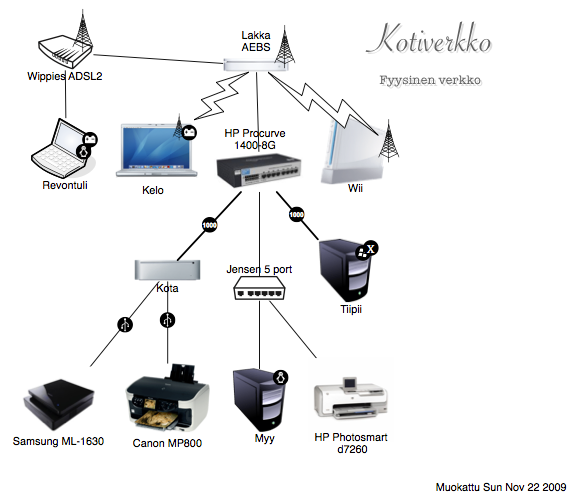 Kotiverkko
Fyysinen verkko
Lakka
AEBS
Wippies ADSL2
HP Procurve
1400-8G
Revontuli
Kelo
Wii
1000
1000
Kota
Jensen 5 port
X
Tiipii
Samsung ML-1630
Canon MP800
Myy
HP Photosmart
d7260
Muokattu Sun Nov 22 2009